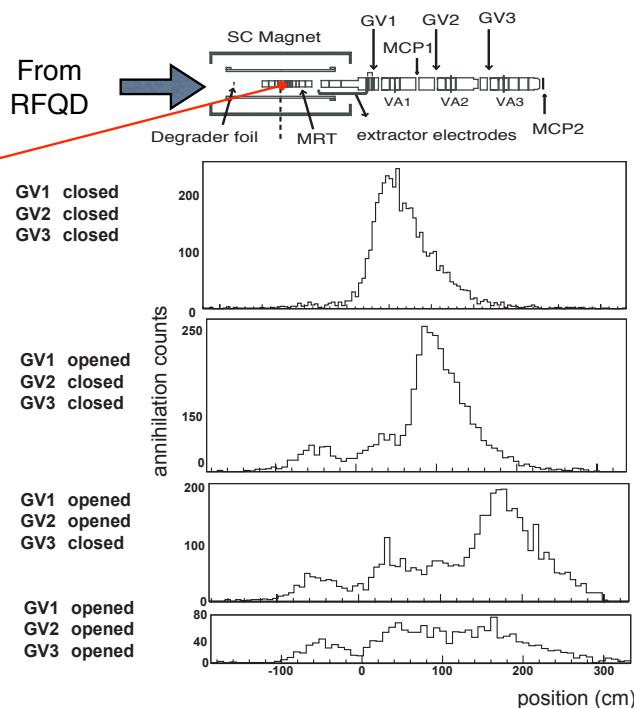 GV1 GV2 GV3
SC Magnet
MCP1
From
RFQD
VA1 VA2 VA3
Degrader foil MRT extractor electrodes
MCP2
GV1 closed
GV2 closed
GV3 closed
200
100
0
GV1 opened
GV2 closed
GV3 closed
250
150
0
annihilation counts
GV1 opened
GV2 opened
GV3 closed
200
100
0
GV1 opened
GV2 opened
GV3 opened
80
40
0
-100 0 100 200 300
position (cm)